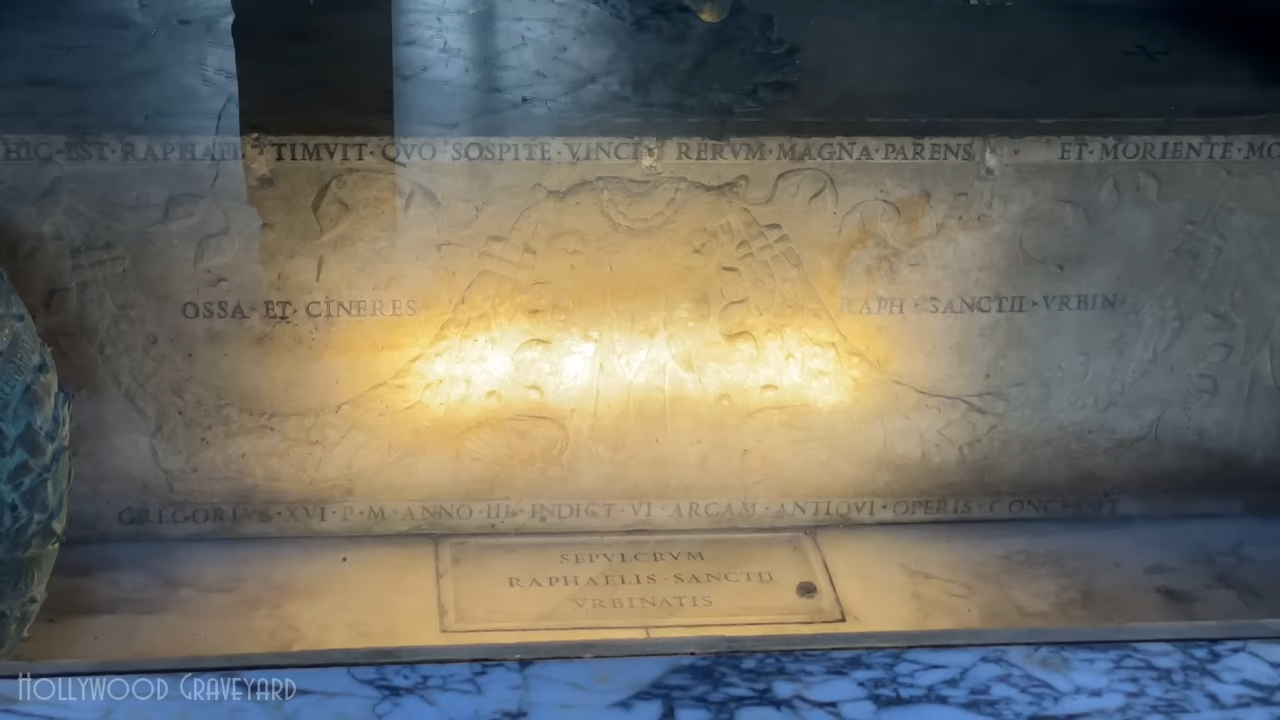 HIC·EST·RAPHAEL TIMVIT·QVO SOSPITE·VINCI RERVM·MAGNA·PARENS ET·MORIENTE·MO
OSSA·ET·CINERES RAPH·SANCTII·VRBIN·
GREGORIVS·XVI·P·M·ANNO·III·INDICT·VI·ARCAM·ANTIQVI·OPERIS·CONCESSIT
SEPVLCRVM
RAPHAELIS·SANCTII
VRBINATIS
HOLLYWOOD GRAVEYARD